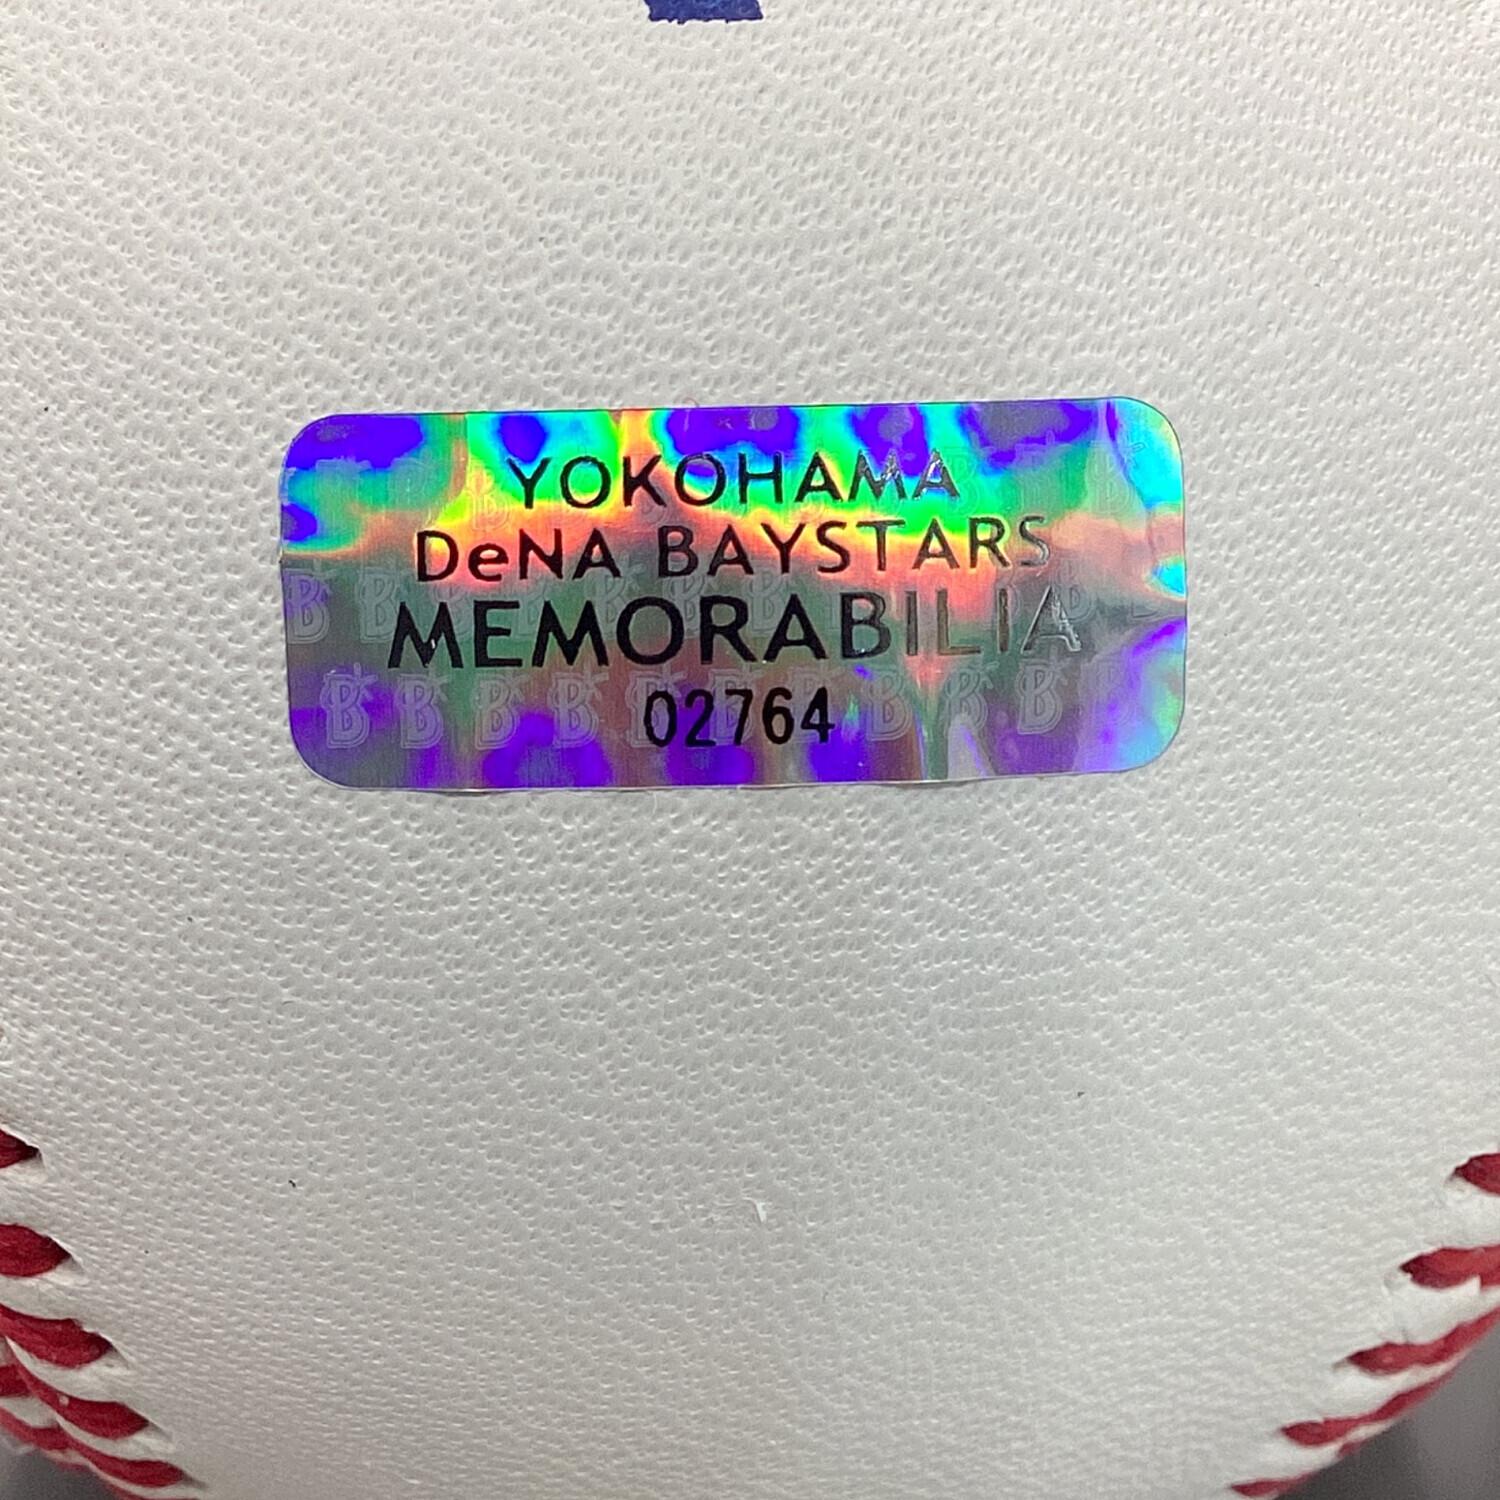 YOKOHAMA
DeNA BAYSTARS
MEMORABILIA
02764